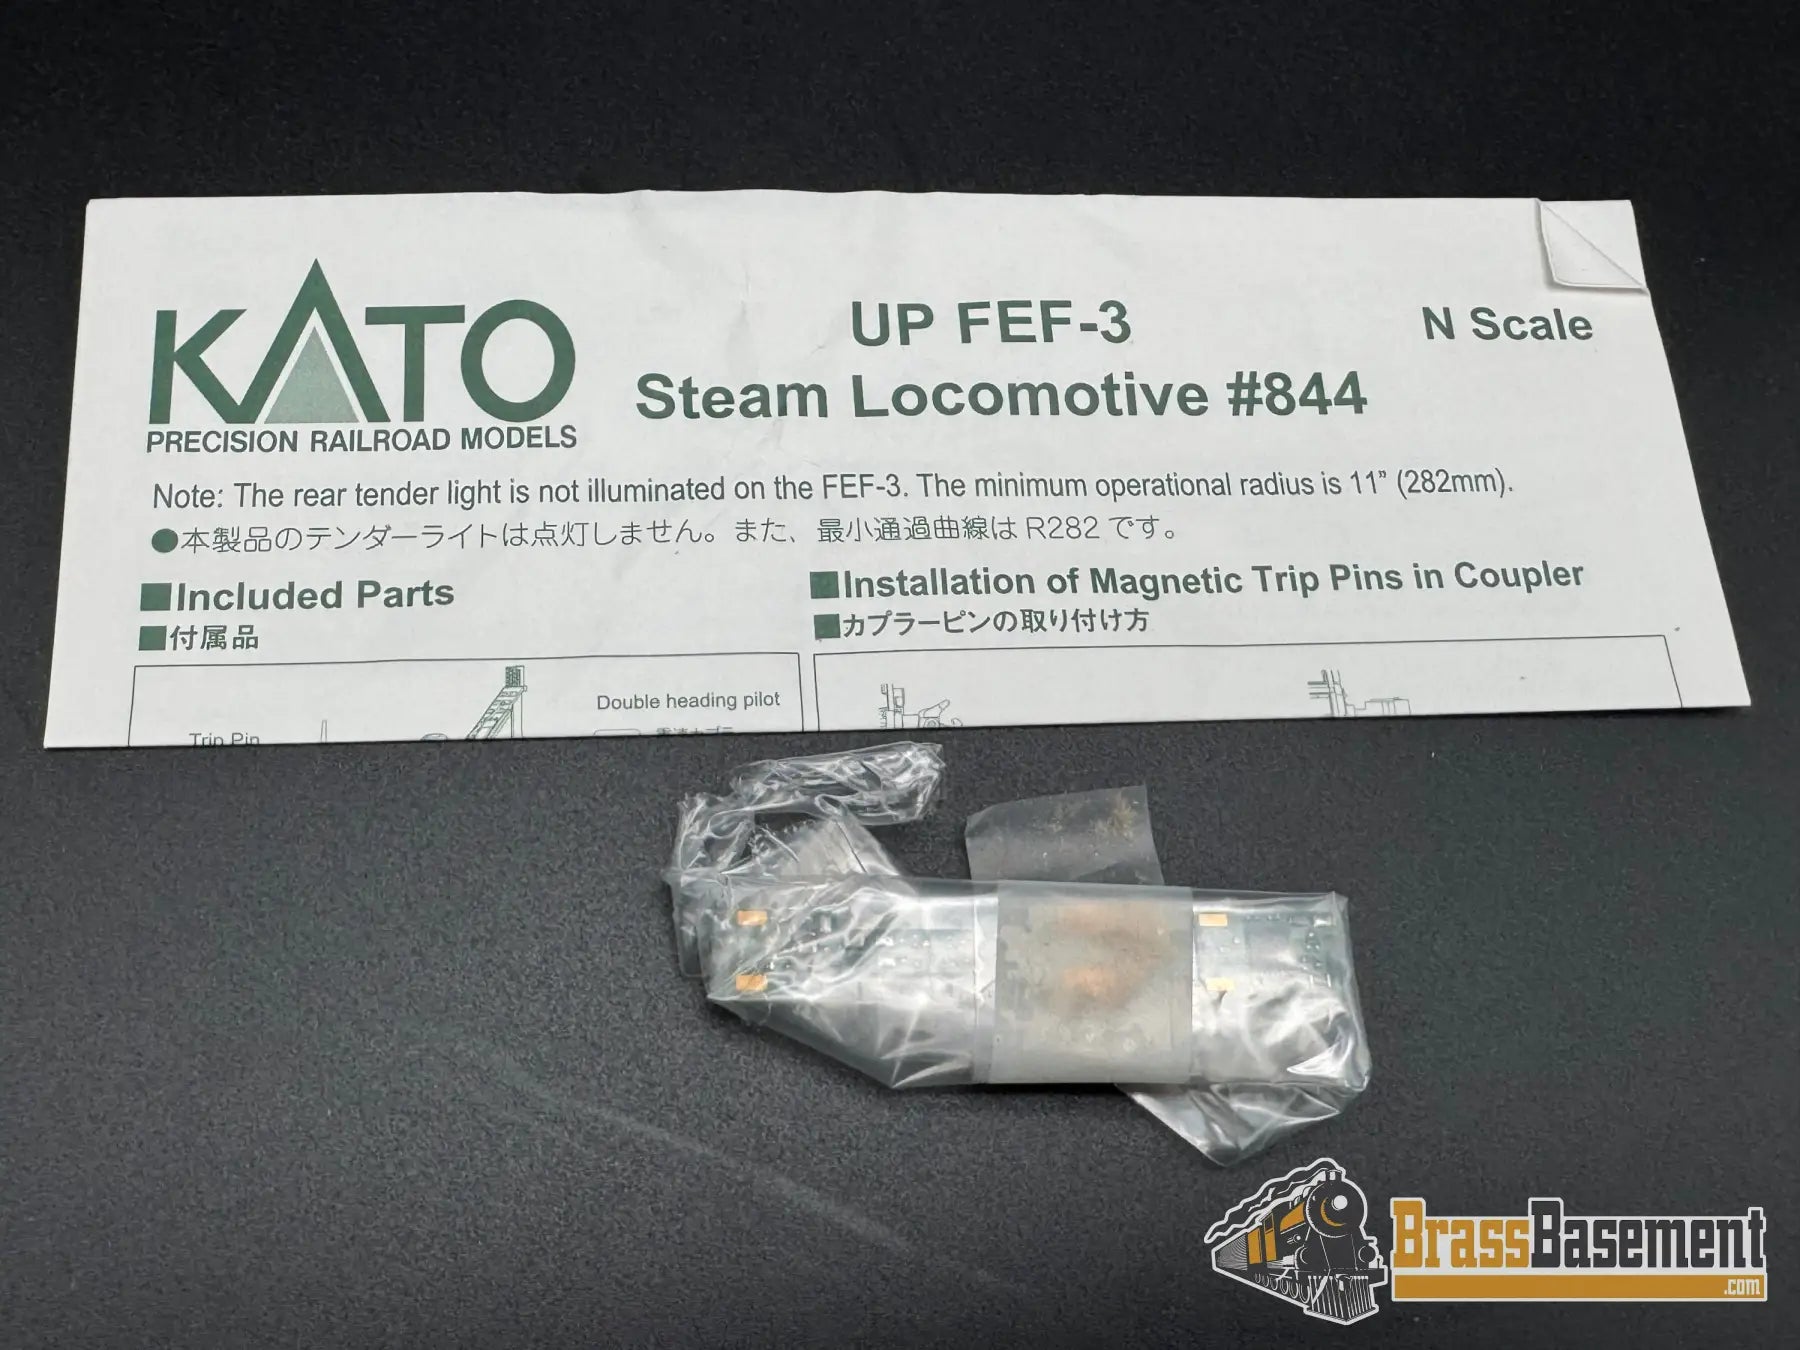 KATO
PRECISION RAILROAD MODELS
UP FEF-3
Steam Locomotive #844
N Scale
Note: The rear tender light is not illuminated on the FEF-3. The minimum operational radius is 11” (282mm).
●本製品のテンダーライトは点灯しません。また、最小通過曲線は R282 です。
■Included Parts
■付属品
■Installation of Magnetic Trip Pins in Coupler
■カプラーピンの取り付け方
Double heading pilot
Trip Pin
BrassBasement
.com